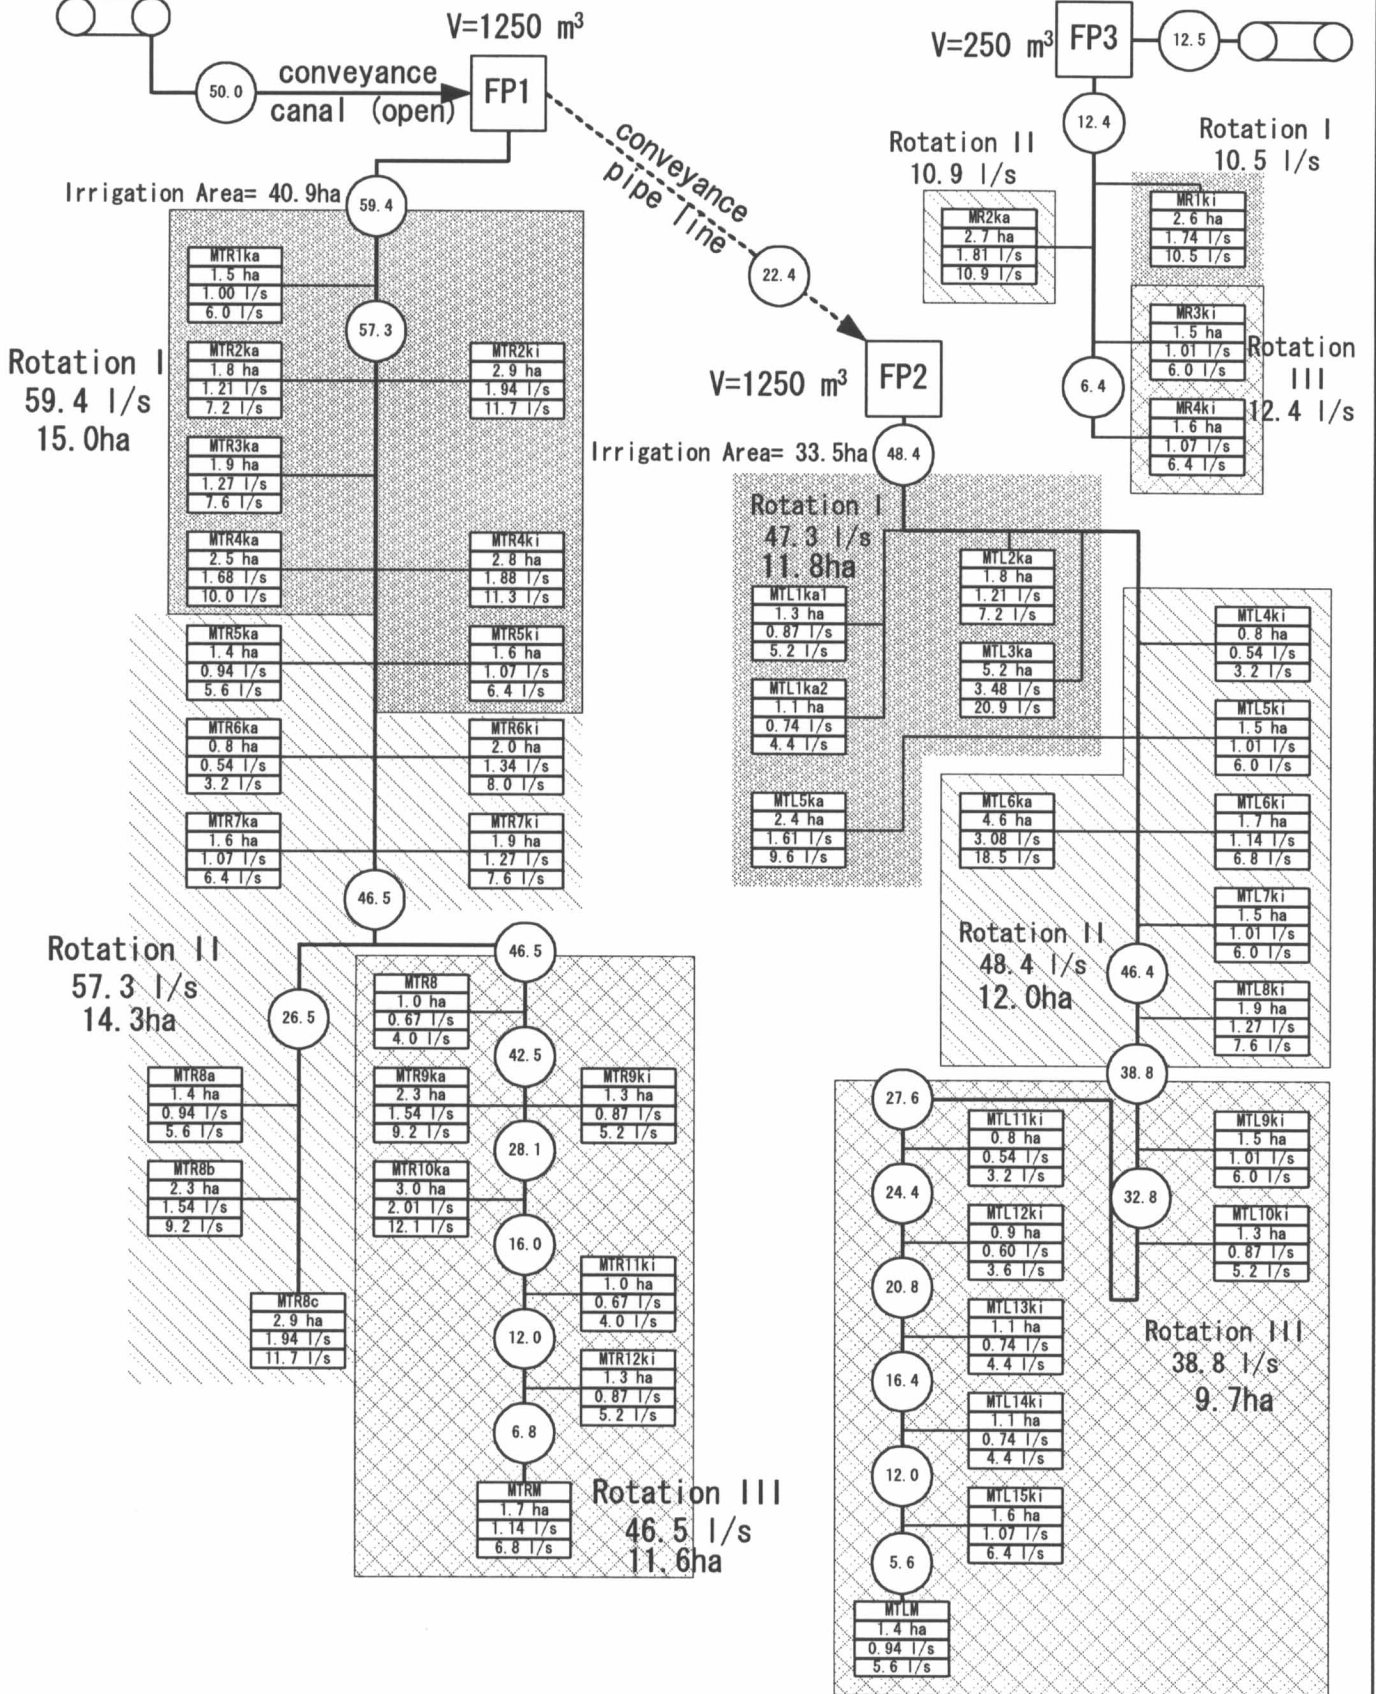 V=1250 m³
50.0
conveyance
canal (open)
FP1
conveyance
pipe line
22.4
V=250 m³
FP3
12.5
12.4
Rotation II
10.9 l/s
Rotation I
10.5 l/s
MR1ki
2.6 ha
1.74 l/s
10.5 l/s
MR2ka
2.7 ha
1.81 l/s
10.9 l/s
MR3ki
1.5 ha
1.01 l/s
6.0 l/s
Rotation
III
12.4 l/s
6.4
MR4ki
1.6 ha
1.07 l/s
6.4 l/s
Irrigation Area= 40.9ha
59.4
MTR1ka
1.5 ha
1.00 l/s
6.0 l/s
57.3
Rotation I
59.4 l/s
15.0ha
MTR2ka
1.8 ha
1.21 l/s
7.2 l/s
MTR2ki
2.9 ha
1.94 l/s
11.7 l/s
MTR3ka
1.9 ha
1.27 l/s
7.6 l/s
MTR4ka
2.5 ha
1.68 l/s
10.0 l/s
MTR4ki
2.8 ha
1.88 l/s
11.3 l/s
MTR5ka
1.4 ha
0.94 l/s
5.6 l/s
MTR5ki
1.6 ha
1.07 l/s
6.4 l/s
MTR6ka
0.8 ha
0.54 l/s
3.2 l/s
MTR6ki
2.0 ha
1.34 l/s
8.0 l/s
MTR7ka
1.6 ha
1.07 l/s
6.4 l/s
MTR7ki
1.9 ha
1.27 l/s
7.6 l/s
46.5
Rotation II
57.3 l/s
14.3ha
26.5
MTR8a
1.4 ha
0.94 l/s
5.6 l/s
MTR8b
2.3 ha
1.54 l/s
9.2 l/s
MTR8c
2.9 ha
1.94 l/s
11.7 l/s
46.5
MTR8
1.0 ha
0.67 l/s
4.0 l/s
42.5
MTR9ka
2.3 ha
1.54 l/s
9.2 l/s
MTR9ki
1.3 ha
0.87 l/s
5.2 l/s
28.1
MTR10ka
3.0 ha
2.01 l/s
12.1 l/s
16.0
MTR11ki
1.0 ha
0.67 l/s
4.0 l/s
12.0
MTR12ki
1.3 ha
0.87 l/s
5.2 l/s
6.8
MTRM
1.7 ha
1.14 l/s
6.8 l/s
Rotation III
46.5 l/s
11.6ha
V=1250 m³
FP2
Irrigation Area= 33.5ha
48.4
Rotation I
47.3 l/s
11.8ha
MTL1ka1
1.3 ha
0.87 l/s
5.2 l/s
MTL2ka
1.8 ha
1.21 l/s
7.2 l/s
MTL1ka2
1.1 ha
0.74 l/s
4.4 l/s
MTL3ka
5.2 ha
3.48 l/s
20.9 l/s
MTL5ka
2.4 ha
1.61 l/s
9.6 l/s
MTL4ki
0.8 ha
0.54 l/s
3.2 l/s
MTL5ki
1.5 ha
1.01 l/s
6.0 l/s
MTL6ka
4.6 ha
3.08 l/s
18.5 l/s
MTL6ki
1.7 ha
1.14 l/s
6.8 l/s
MTL7ki
1.5 ha
1.01 l/s
6.0 l/s
Rotation II
48.4 l/s
12.0ha
46.4
MTL8ki
1.9 ha
1.27 l/s
7.6 l/s
38.8
MTL9ki
1.5 ha
1.01 l/s
6.0 l/s
32.8
MTL10ki
1.3 ha
0.87 l/s
5.2 l/s
27.6
MTL11ki
0.8 ha
0.54 l/s
3.2 l/s
24.4
MTL12ki
0.9 ha
0.60 l/s
3.6 l/s
20.8
MTL13ki
1.1 ha
0.74 l/s
4.4 l/s
16.4
MTL14ki
1.1 ha
0.74 l/s
4.4 l/s
12.0
MTL15ki
1.6 ha
1.07 l/s
6.4 l/s
5.6
MTLM
1.4 ha
0.94 l/s
5.6 l/s
Rotation III
38.8 l/s
9.7ha